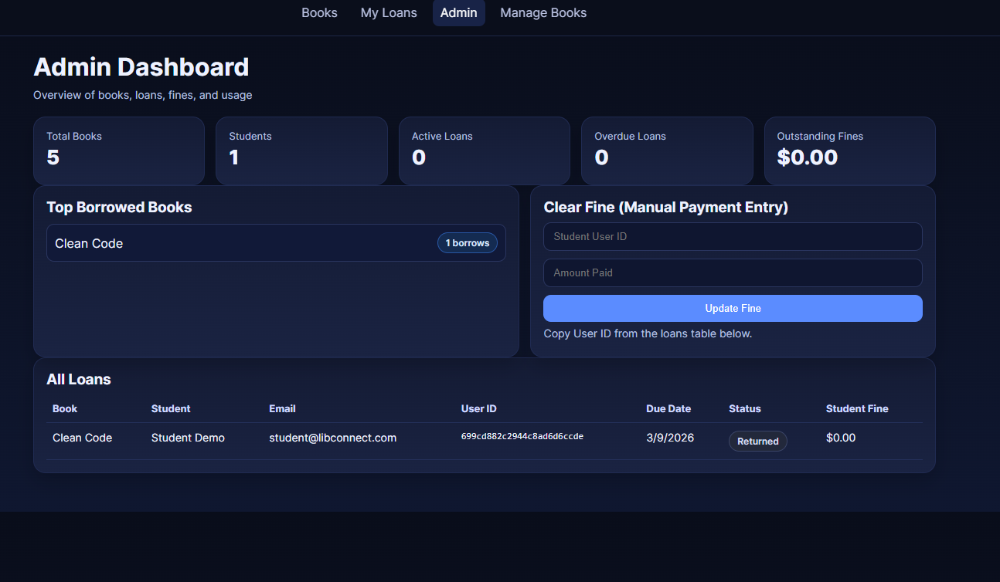 Books My Loans Admin Manage Books
Admin Dashboard
Overview of books, loans, fines, and usage
Total Books Students Active Loans Overdue Loans Outstanding Fines
5 1 0 0 $0.00
Top Borrowed Books
Clean Code 1 borrows
Clear Fine (Manual Payment Entry)
Student User ID
Amount Paid
Update Fine
Copy User ID from the loans table below.
All Loans
Book Student Email User ID Due Date Status Student Fine
Clean Code Student Demo student@libconnect.com 699cd882c2944c8ad6d6ccde 3/9/2026 Returned $0.00